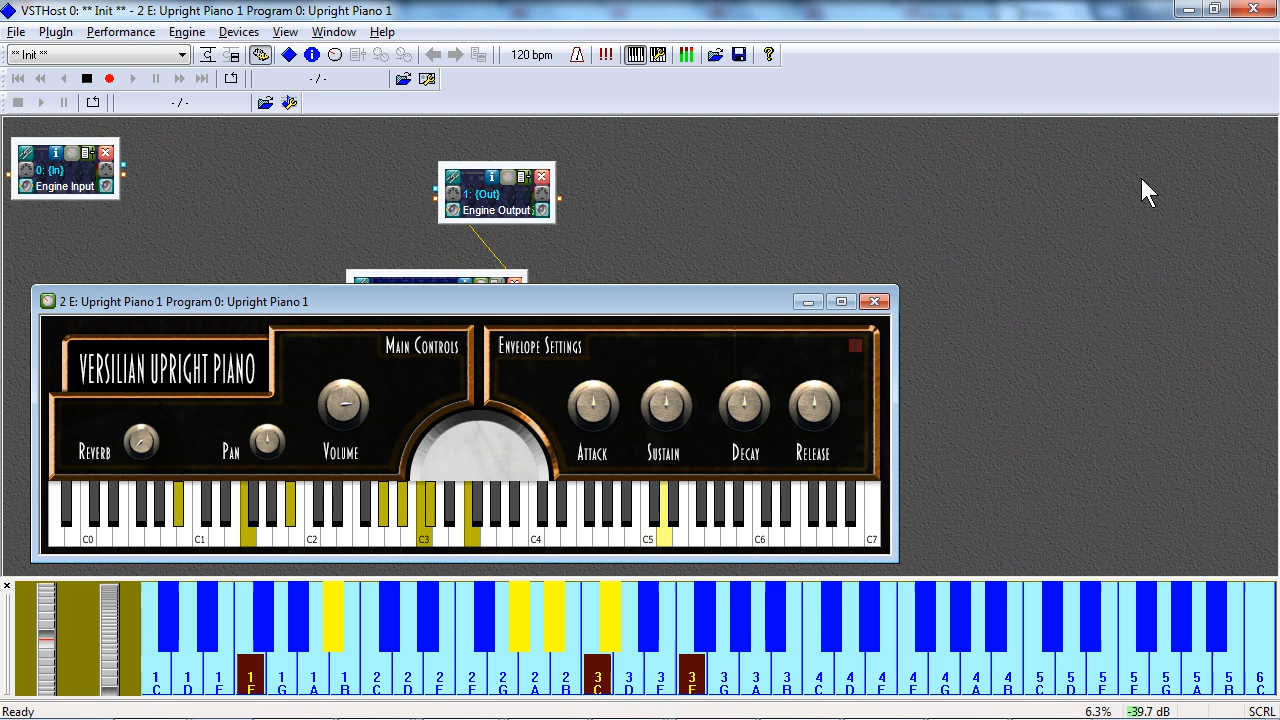 VSTHost 0: ** Init ** - 2 E: Upright Piano 1 Program 0: Upright Piano 1
File PlugIn Performance Engine Devices View Window Help
** Init
120 bpm
- / -
- / -
0: {In}
Engine Input
1: {Out}
Engine Output
2 E: Upright Piano 1 Program 0: Upright Piano 1
VERSILIAN UPRIGHT PIANO
MAIN CONTROLS
ENVELOPE SETTINGS
REVERB
PAN
VOLUME
ATTACK
SUSTAIN
DECAY
RELEASE
C0 C1 C2 C3 C4 C5 C6 C7
1 1 1 1 1 1 1 2 2 2 2 2 2 2 3 3 3 3 3 3 3 4 4 4 4 4 4 4 5 5 5 5 5 5 5 6
C D E F G A B C D E F G A B C D E F G A B C D E F G A B C D E F G A B C
Ready
6.3%
-39.7 dB
SCRL